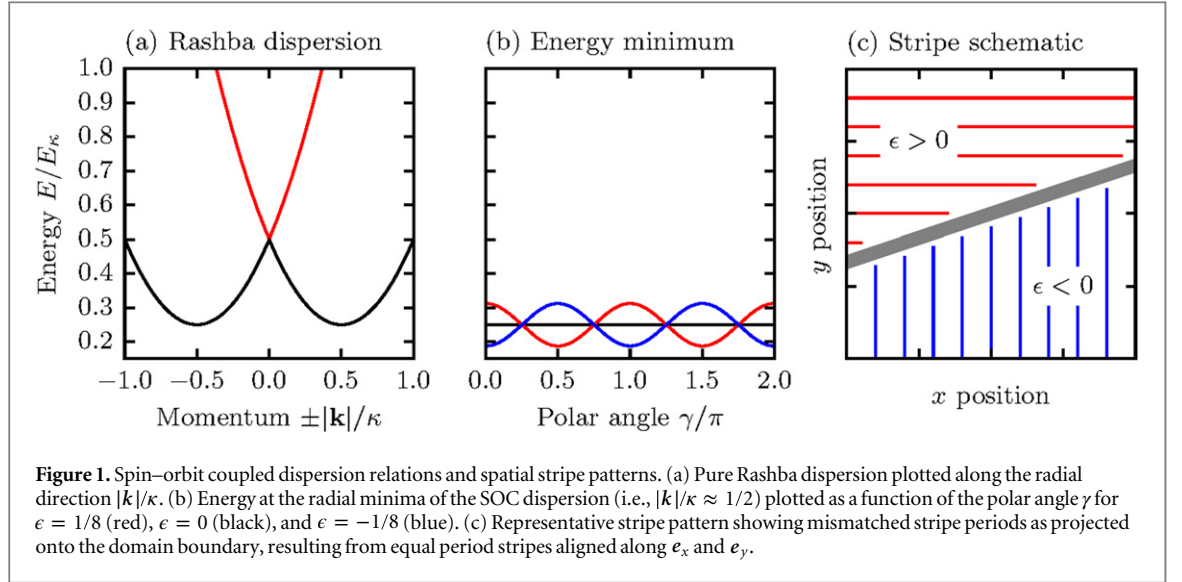 (a) Rashba dispersion
(b) Energy minimum
(c) Stripe schematic
1.0
0.9
0.8
0.7
0.6
0.5
0.4
0.3
0.2
Energy E/Eκ
−1.0 −0.5 0.0 0.5 1.0
Momentum ±|k|/κ
0.0 0.5 1.0 1.5 2.0
Polar angle γ/π
y position
ϵ > 0
ϵ < 0
x position
Figure 1. Spin–orbit coupled dispersion relations and spatial stripe patterns. (a) Pure Rashba dispersion plotted along the radial
direction |k|/κ. (b) Energy at the radial minima of the SOC dispersion (i.e., |k|/κ ≈ 1/2) plotted as a function of the polar angle γ for
ϵ = 1/8 (red), ϵ = 0 (black), and ϵ = −1/8 (blue). (c) Representative stripe pattern showing mismatched stripe periods as projected
onto the domain boundary, resulting from equal period stripes aligned along ex and ey.